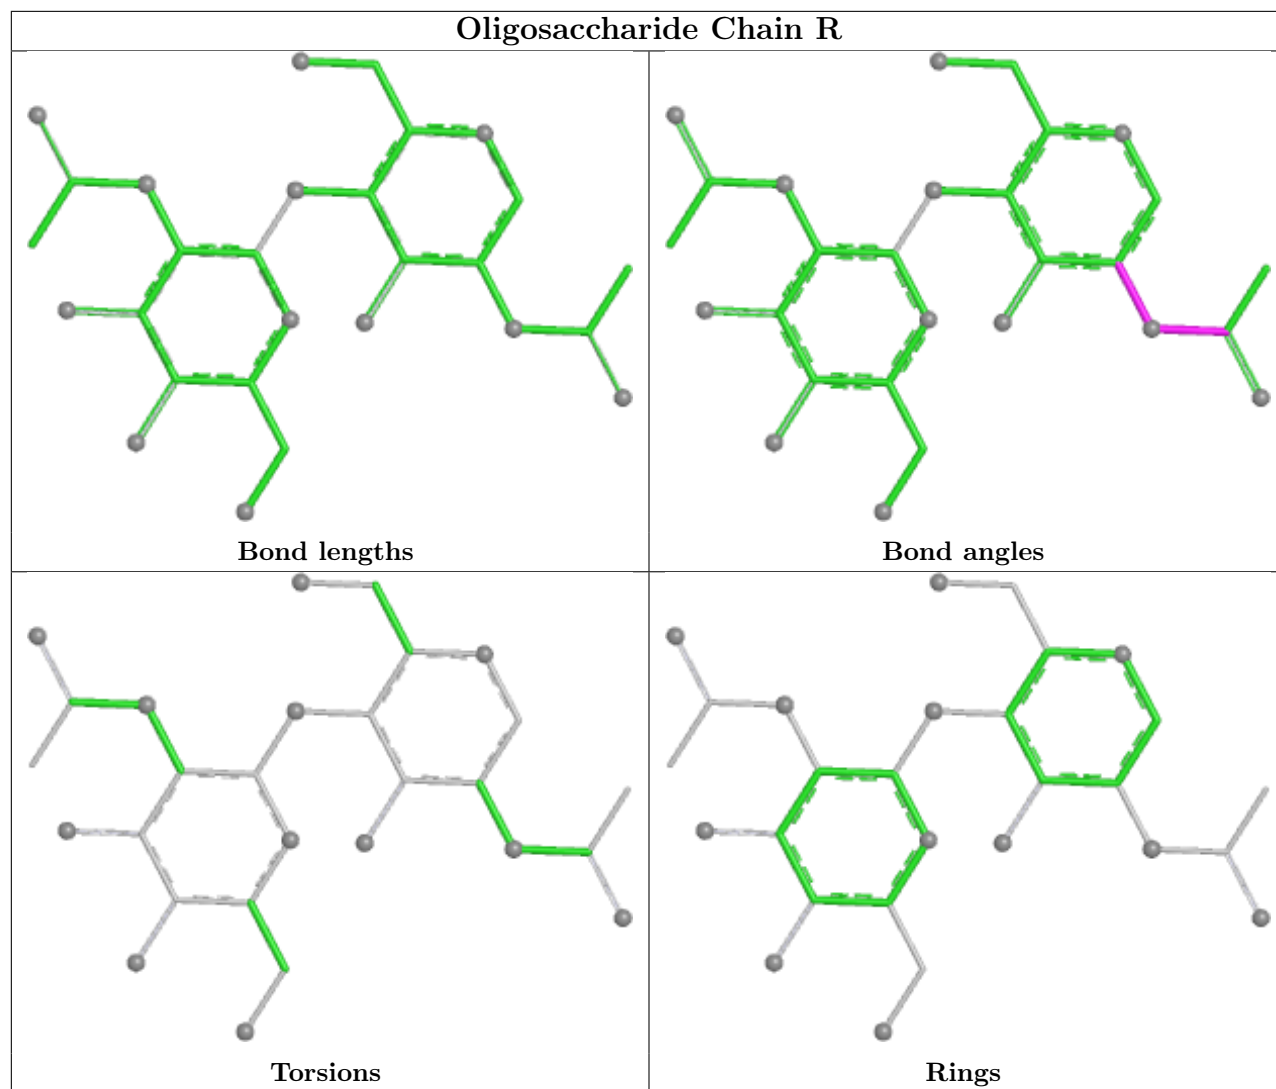 Oligosaccharide Chain R
Bond lengths
Bond angles
Torsions
Rings